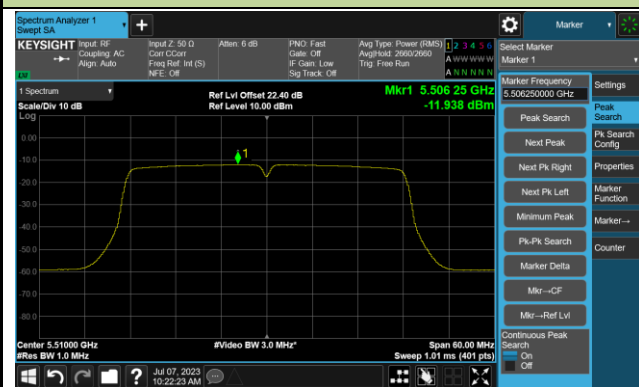 Spectrum Analyzer 1
Swept SA
+
Marker
KEYSIGHT
Input: RF
Coupling: AC
Align: Auto
Input Z: 50 Ω
Corr CCorr
Freq Ref: Int (S)
NFE: Off
Atten: 6 dB
PNO: Fast
Gate: Off
IF Gain: Low
Sig Track: Off
Avg Type: Power (RMS)
Avg|Hold: 2660/2660
Trig: Free Run
1 2 3 4 5 6
A W W W W W
A N N N N N
LXI
Select Marker
Marker 1
1 Spectrum
Scale/Div 10 dB
Log
Ref Lvl Offset 22.40 dB
Ref Level 10.00 dBm
Mkr1 5.506 25 GHz
-11.938 dBm
1
0.00
-10.0
-20.0
-30.0
-40.0
-50.0
-60.0
-70.0
-80.0
Center 5.51000 GHz
#Res BW 1.0 MHz
#Video BW 3.0 MHz*
Span 60.00 MHz
Sweep 1.01 ms (401 pts)
Marker Frequency
5.506250000 GHz
Peak Search
Next Peak
Next Pk Right
Next Pk Left
Minimum Peak
Pk-Pk Search
Marker Delta
Mkr→CF
Mkr→Ref Lvl
Continuous Peak
Search
On
Off
Settings
Peak
Search
Pk Search
Config
Properties
Marker
Function
Marker→
Counter
?
Jul 07, 2023
10:22:23 AM